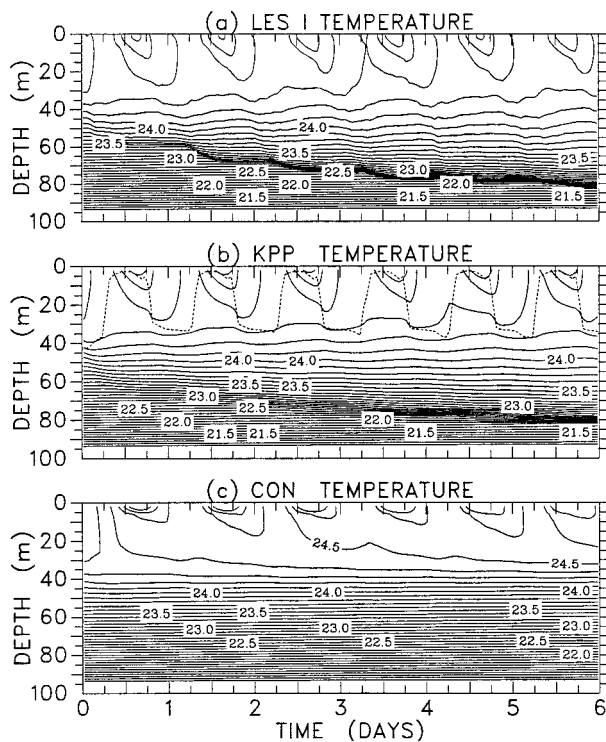 (a) LES I TEMPERATURE
0
20
40
60
80
100
DEPTH (m)
24.0 24.0
23.5 23.0 23.5 23.0 23.5
22.5 22.5
22.0 22.0 22.0
21.5 21.5 21.5
(b) KPP TEMPERATURE
0
20
40
60
80
100
DEPTH (m)
24.0 24.0 24.0
23.5 23.5 23.5
22.5 23.0 22.5 23.0
22.0 22.0
21.5 21.5 21.5 21.5
(c) CON TEMPERATURE
0
20
40
60
80
100
DEPTH (m)
24.5 24.5
24.0 24.0 24.0
23.5 23.5 23.5
23.0 23.0 23.0
22.5 22.5 22.5
22.0
0 1 2 3 4 5 6
TIME (DAYS)